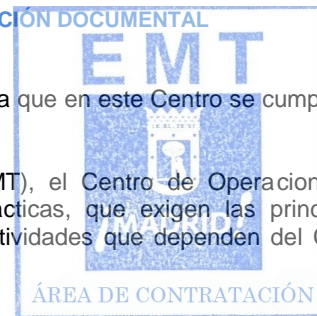 CIÓN DOCUMENTAL
EMT
a que en este Centro se cump
MT), el Centro de Operacion
ácticas, que exigen las princ
tividades que dependen del C
¡MADRID!
ÁREA DE CONTRATACIÓN